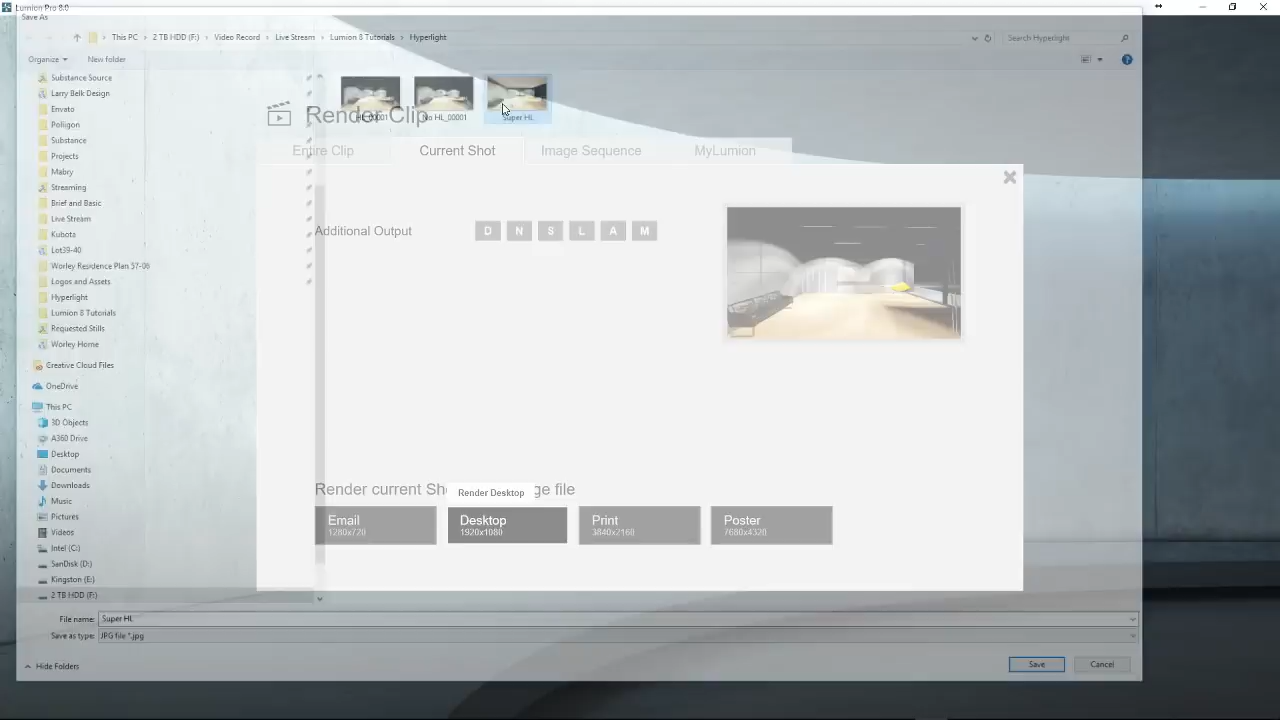 Lumion Pro 8.0
Save As
This PC > 2 TB HDD (F:) > Video Record > Live Stream > Lumion 8 Tutorials > Hyperlight
Search Hyperlight
Organize
New folder
HL_00001
No HL_00001
Super HL
Render Clip
Entire Clip
Current Shot
Image Sequence
MyLumion
Additional Output
D N S L A M
Render current Sh
ge file
Render Desktop
Email
1280x720
Desktop
1920x1080
Print
3840x2160
Poster
7680x4320
Substance Source
Larry Belk Design
Envato
Poliigon
Substance
Projects
Mabry
Streaming
Brief and Basic
Live Stream
Kubota
Lot39-40
Worley Residence Plan 57-06
Logos and Assets
Hyperlight
Lumion 8 Tutorials
Requested Stills
Worley Home
Creative Cloud Files
OneDrive
This PC
3D Objects
A360 Drive
Desktop
Documents
Downloads
Music
Pictures
Videos
Intel (C:)
SanDisk (D:)
Kingston (E:)
2 TB HDD (F:)
File name: Super HL
Save as type: JPG file *.jpg
Hide Folders
Save
Cancel